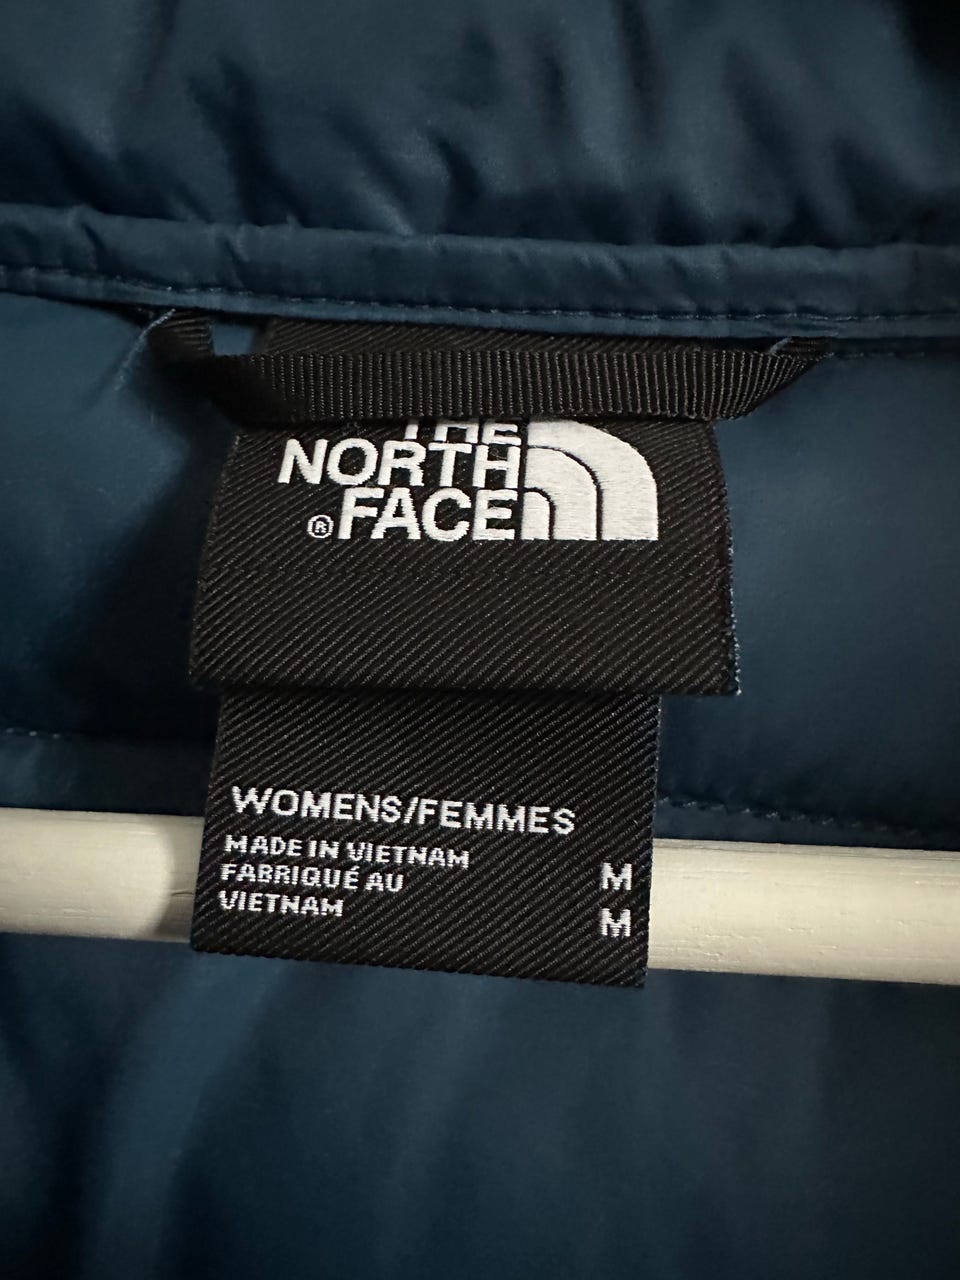 THE
NORTH
® FACE
WOMENS/FEMMES
MADE IN VIETNAM
FABRIQUÉ AU
VIETNAM
M
M